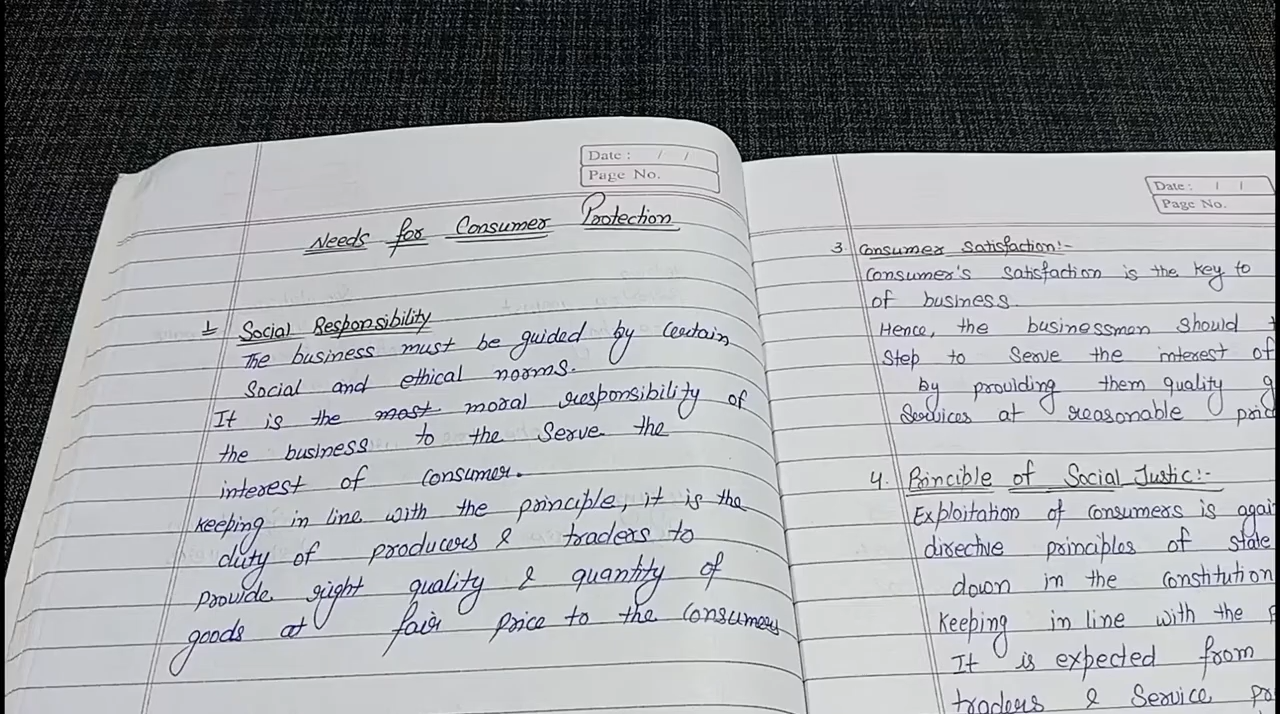 Date : / /
Page No.
Needs for Consumer Protection
1 Social Responsibility
The business must be guided by certain
Social and ethical norms.
It is the most moral responsibility of
the business to the Serve the
interest of consumer.
Keeping in line with the principle, it is the
duty of producers & traders to
provide right quality & quantity of
goods at fair price to the consumers
Date : / /
Page No.
3. Consumer Satisfaction:-
Consumer's satisfaction is the key to
of business.
Hence, the businessmen should
Step to serve the interest of
by providing them quality g
Services at reasonable pric
4. Principle of Social Justic:-
Exploitation of consumers is agai
directive principles of state
down in the constitution
Keeping in line with the
It is expected from
traders & Service pro